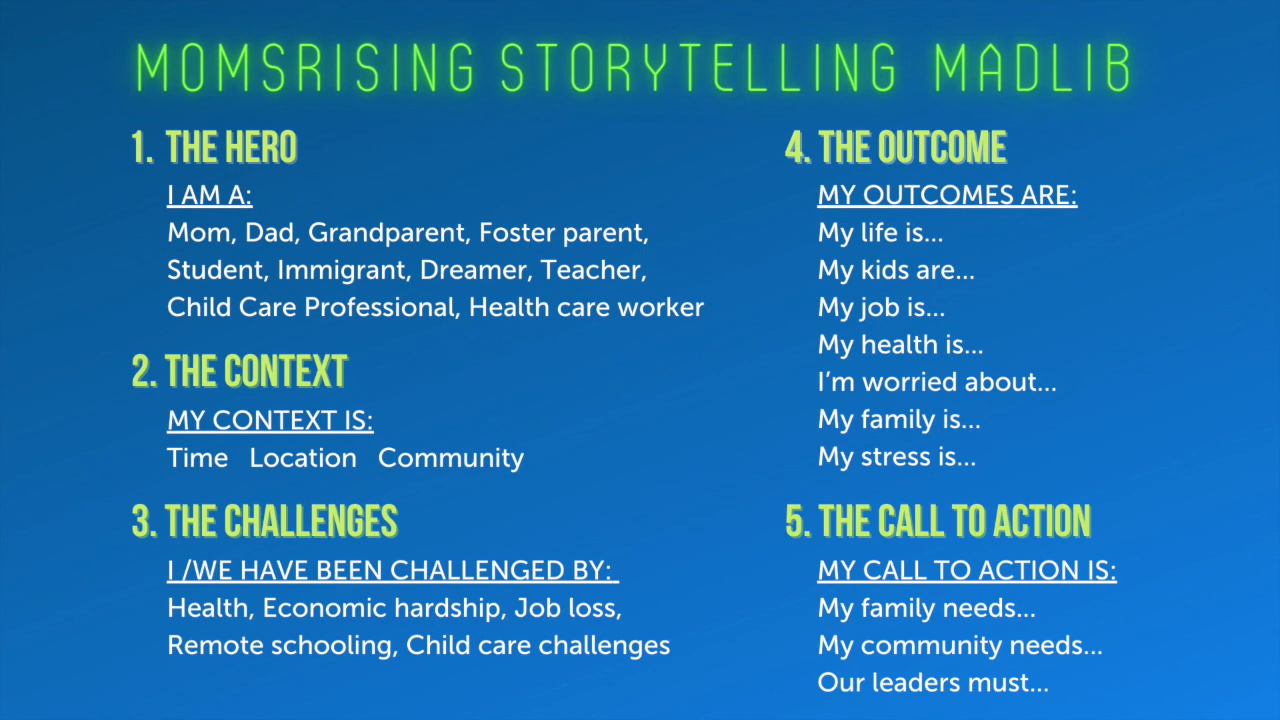 MOMSRISING STORYTELLING MADLIB
1. THE HERO
I AM A:
Mom, Dad, Grandparent, Foster parent,
Student, Immigrant, Dreamer, Teacher,
Child Care Professional, Health care worker
2. THE CONTEXT
MY CONTEXT IS:
Time Location Community
3. THE CHALLENGES
I /WE HAVE BEEN CHALLENGED BY:
Health, Economic hardship, Job loss,
Remote schooling, Child care challenges
4. THE OUTCOME
MY OUTCOMES ARE:
My life is...
My kids are...
My job is...
My health is...
I'm worried about...
My family is...
My stress is...
5. THE CALL TO ACTION
MY CALL TO ACTION IS:
My family needs...
My community needs...
Our leaders must...